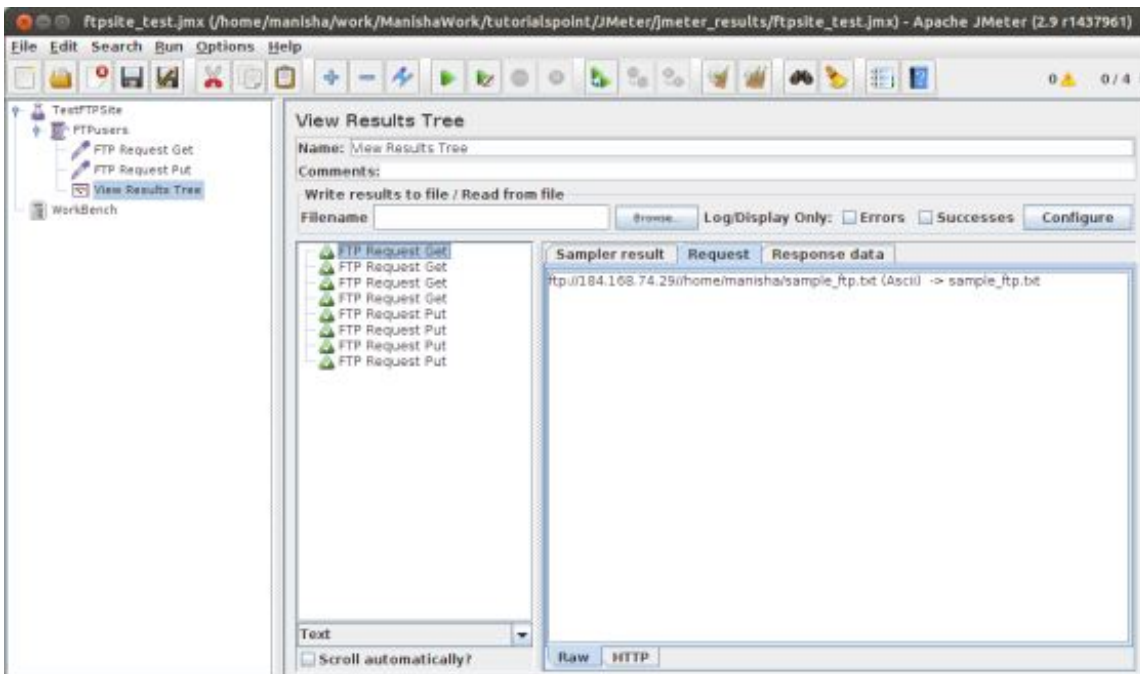 ftpsite_test.jmx (/home/manisha/work/ManishaWork/tutorialspoint/JMeter/jmeter_results/ftpsite_test.jmx) - Apache JMeter (2.9 r1437961)
File Edit Search Run Options Help
0 0 / 4
TestFTPSite
FTPusers
FTP Request Get
FTP Request Put
View Results Tree
WorkBench
View Results Tree
Name: View Results Tree
Comments:
Write results to file / Read from file
Filename Browse... Log/Display Only: Errors Successes Configure
FTP Request Get
FTP Request Get
FTP Request Get
FTP Request Get
FTP Request Put
FTP Request Put
FTP Request Put
FTP Request Put
Text
Scroll automatically?
Sampler result Request Response data
ftp://184.168.74.29//home/manisha/sample_ftp.txt (Ascii) -> sample_ftp.txt
Raw HTTP